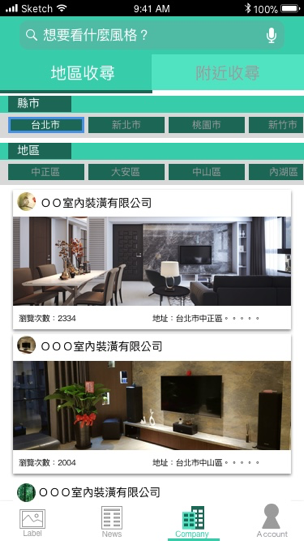 Sketch 9:41 AM 100%
想要看什麼風格？
地區收尋 附近收尋
縣市
台北市 新北市 桃園市 新竹市
地區
中正區 大安區 中山區 內湖區
ＯＯ室內裝潢有限公司
瀏覽次數：2334 地址：台北市中正區・・・・・
ＯＯＯ室內裝潢有限公司
瀏覽次數：2004 地址：台北市中山區・・・・・
ＯＯ室內裝潢有限公司
Label News Company Account